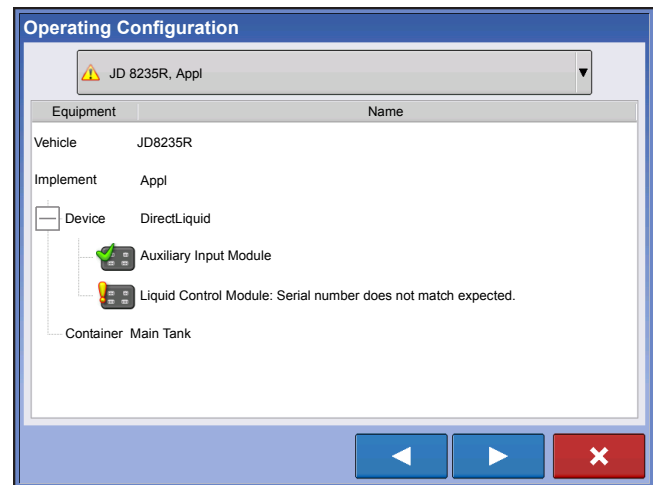 Operating Configuration
JD 8235R, Appl
Equipment Name
Vehicle JD8235R
Implement Appl
Device DirectLiquid
Auxiliary Input Module
Liquid Control Module: Serial number does not match expected.
Container Main Tank